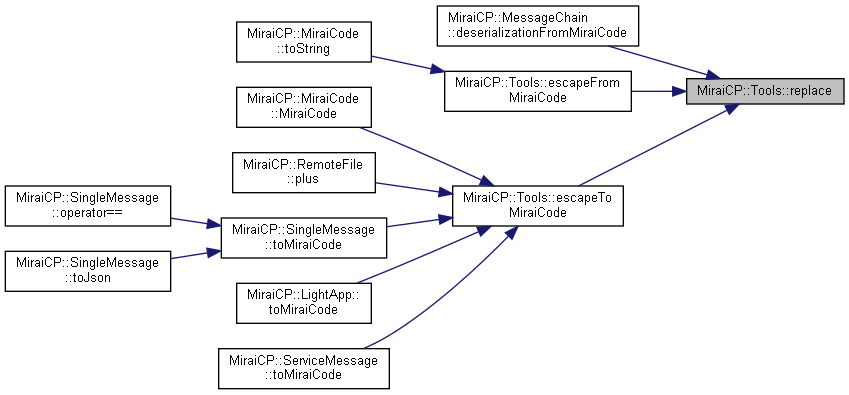 MiraiCP::MessageChain
::deserializationFromMiraiCode
MiraiCP::MiraiCode
::toString
MiraiCP::Tools::escapeFrom
MiraiCode
MiraiCP::Tools::replace
MiraiCP::MiraiCode
::MiraiCode
MiraiCP::RemoteFile
::plus
MiraiCP::Tools::escapeTo
MiraiCode
MiraiCP::SingleMessage
::operator==
MiraiCP::SingleMessage
::toMiraiCode
MiraiCP::SingleMessage
::toJson
MiraiCP::LightApp::
toMiraiCode
MiraiCP::ServiceMessage
::toMiraiCode